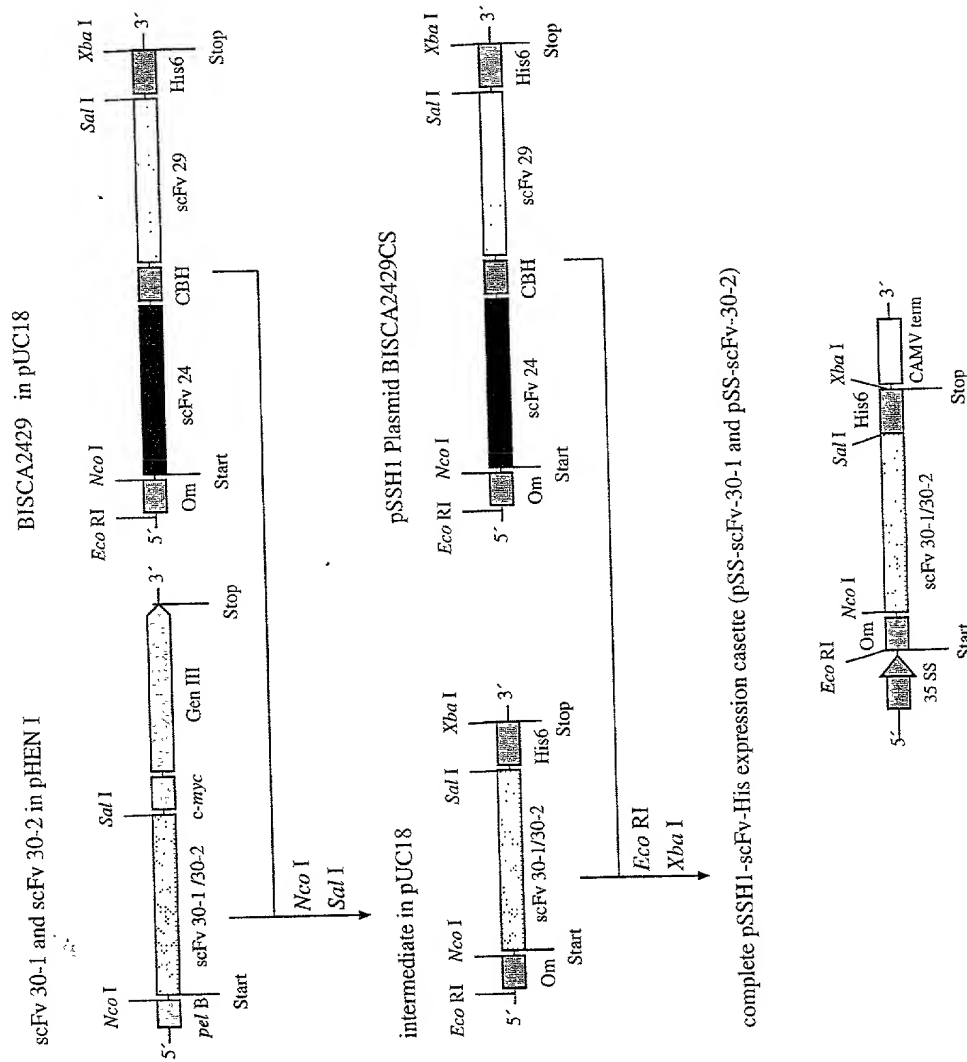 scFv 30-1 and scFv 30-2 in pHEN I
Nco I
Sal I
5´
3´
pel B
scFv 30-1 /30-2
c-myc
Gen III
Start
Stop
BISCA2429 in pUC18
Eco RI
Nco I
Sal I
Xba I
5´
3´
Om
scFv 24
CBH
scFv 29
His6
Start
Stop
Nco I
Sal I
intermediate in pUC18
Eco RI
Nco I
Sal I
Xba I
5´
3´
Om
scFv 30-1/30-2
His6
Start
Stop
pSSH1 Plasmid BISCA2429CS
Eco RI
Nco I
Sal I
Xba I
5´
3´
Om
scFv 24
CBH
scFv 29
His6
Start
Stop
Eco RI
Xba I
complete pSSH1-scFv-His expression casette (pSS-scFv-30-1 and pSS-scFv-30-2)
Eco RI
Om
Nco I
Sal I
His6
Xba I
5´
3´
35 SS
scFv 30-1/30-2
CAMV term
Start
Stop